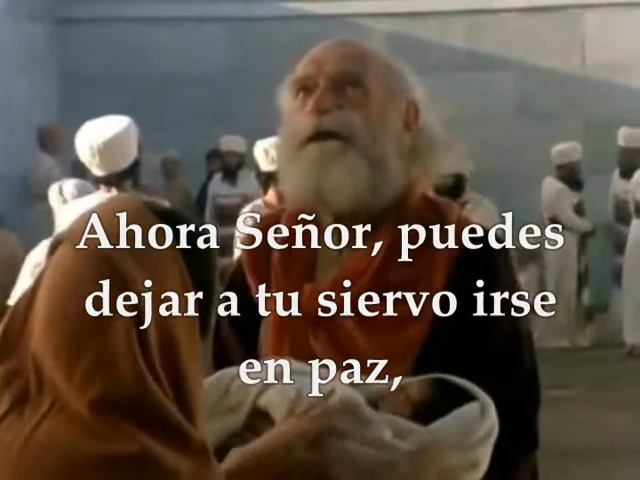 Ahora Señor, puedes
dejar a tu siervo irse
en paz,